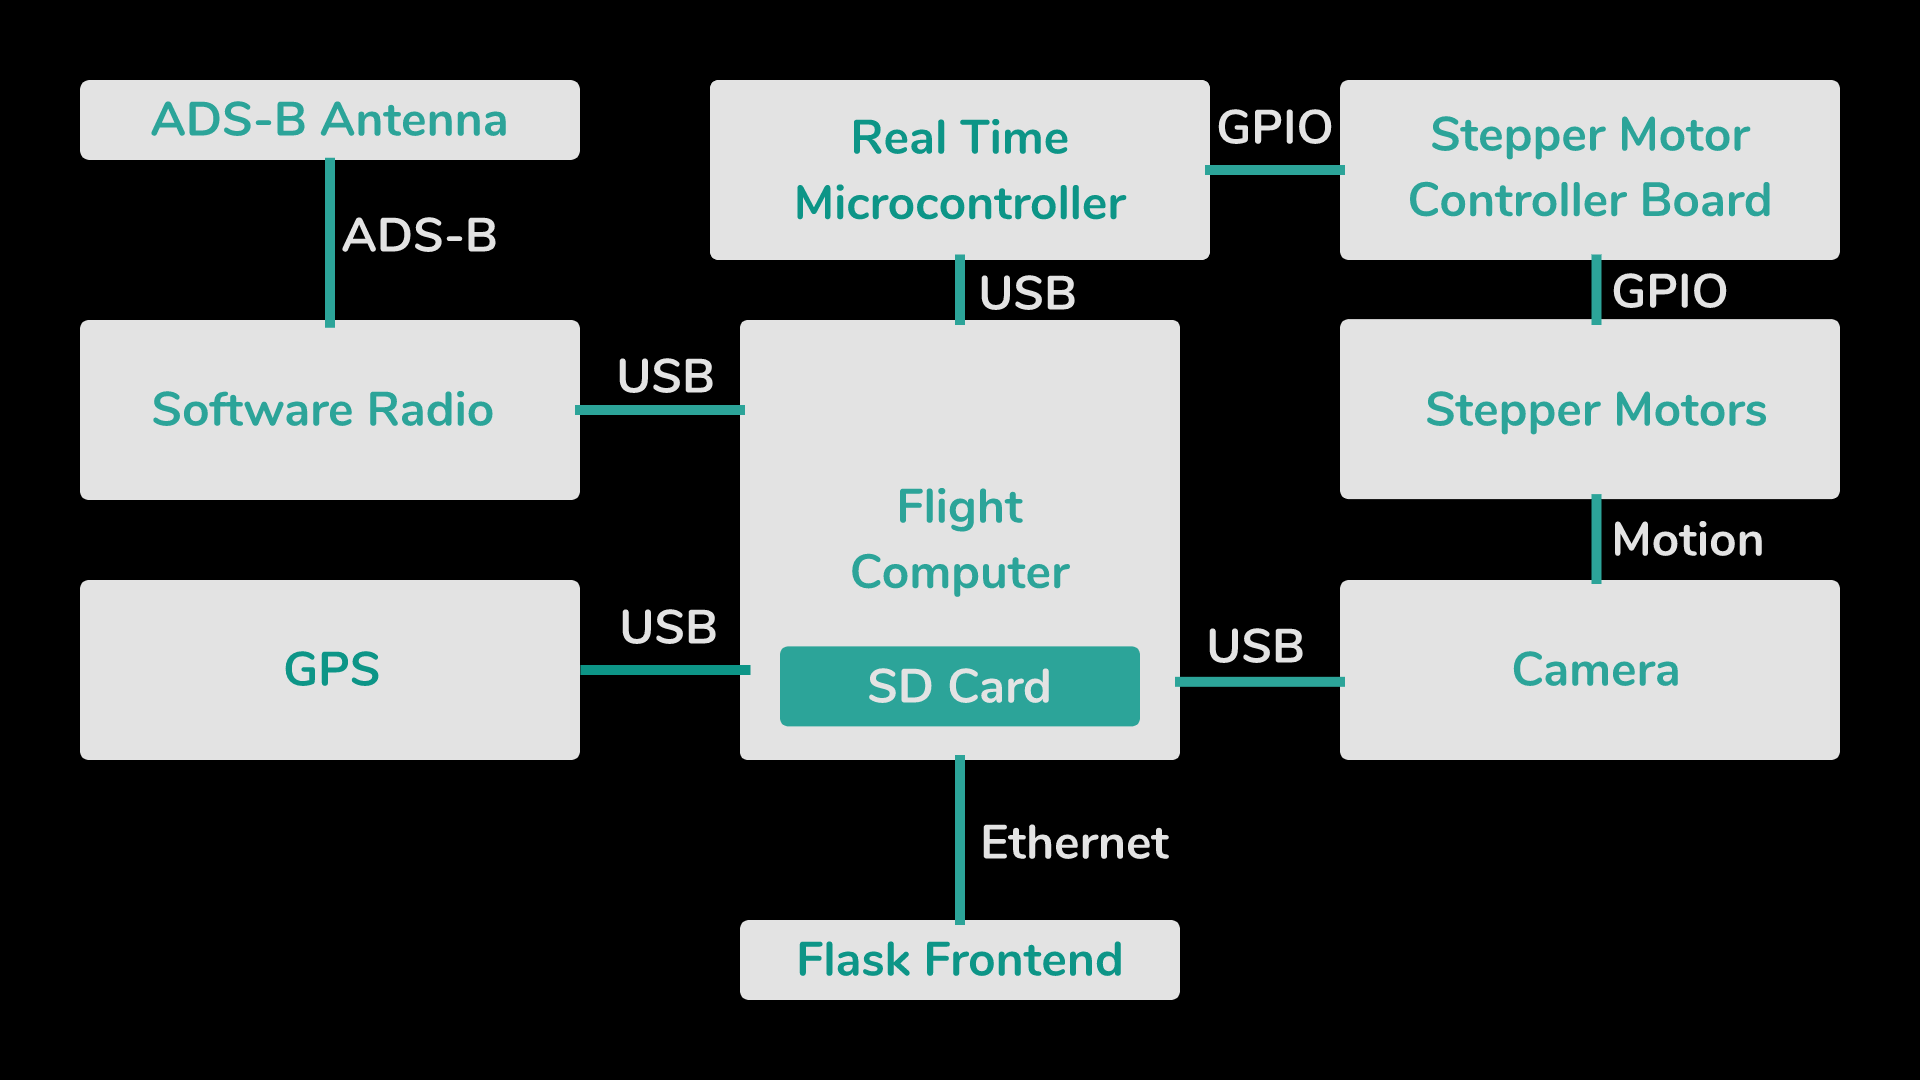 ADS-B Antenna
ADS-B
Software Radio
USB
GPS
USB
Real Time
Microcontroller
USB
Flight
Computer
SD Card
Ethernet
Flask Frontend
GPIO
Stepper Motor
Controller Board
GPIO
Stepper Motors
Motion
USB
Camera